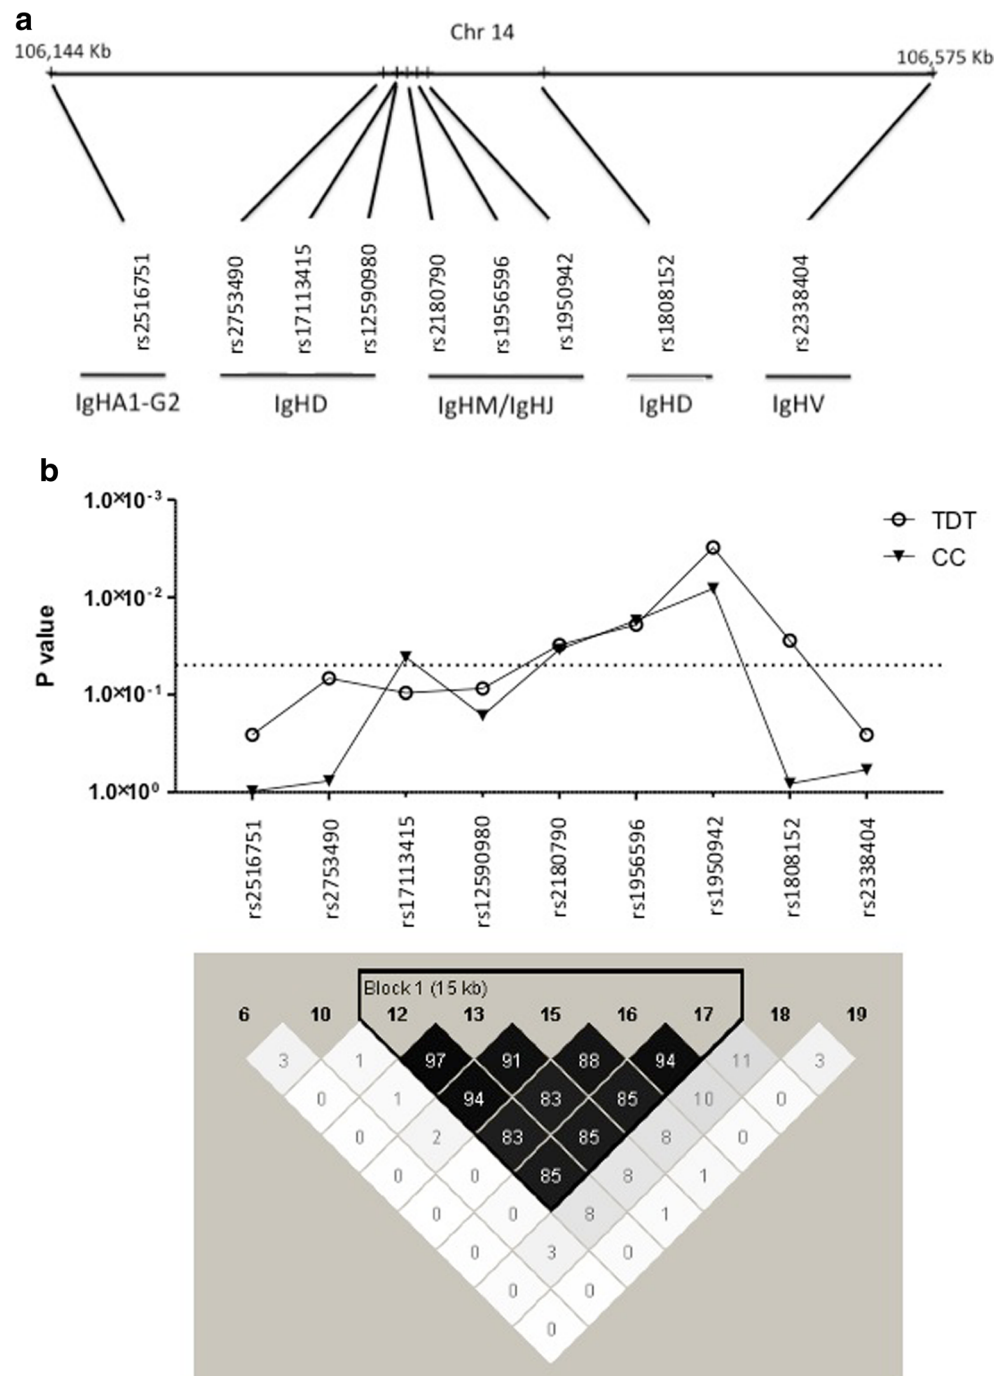 a
Chr 14
106,144 Kb
106,575 Kb
rs2516751
rs2753490
rs17113415
rs12590980
rs2180790
rs1956596
rs1950942
rs1808152
rs2338404
IgHA1-G2
IgHD
IgHM/IgHJ
IgHD
IgHV
b
P value
1.0×10-3
1.0×10-2
1.0×10-1
1.0×100
TDT
CC
rs2516751
rs2753490
rs17113415
rs12590980
rs2180790
rs1956596
rs1950942
rs1808152
rs2338404
Block 1 (15 kb)
6 10 12 13 15 16 17 18 19
3 1 97 91 88 94 11 3
0 1 94 83 85 10 0
0 2 83 85 8 0
0 0 85 8 1
0 0 8 1
0 3 0
0 0
0